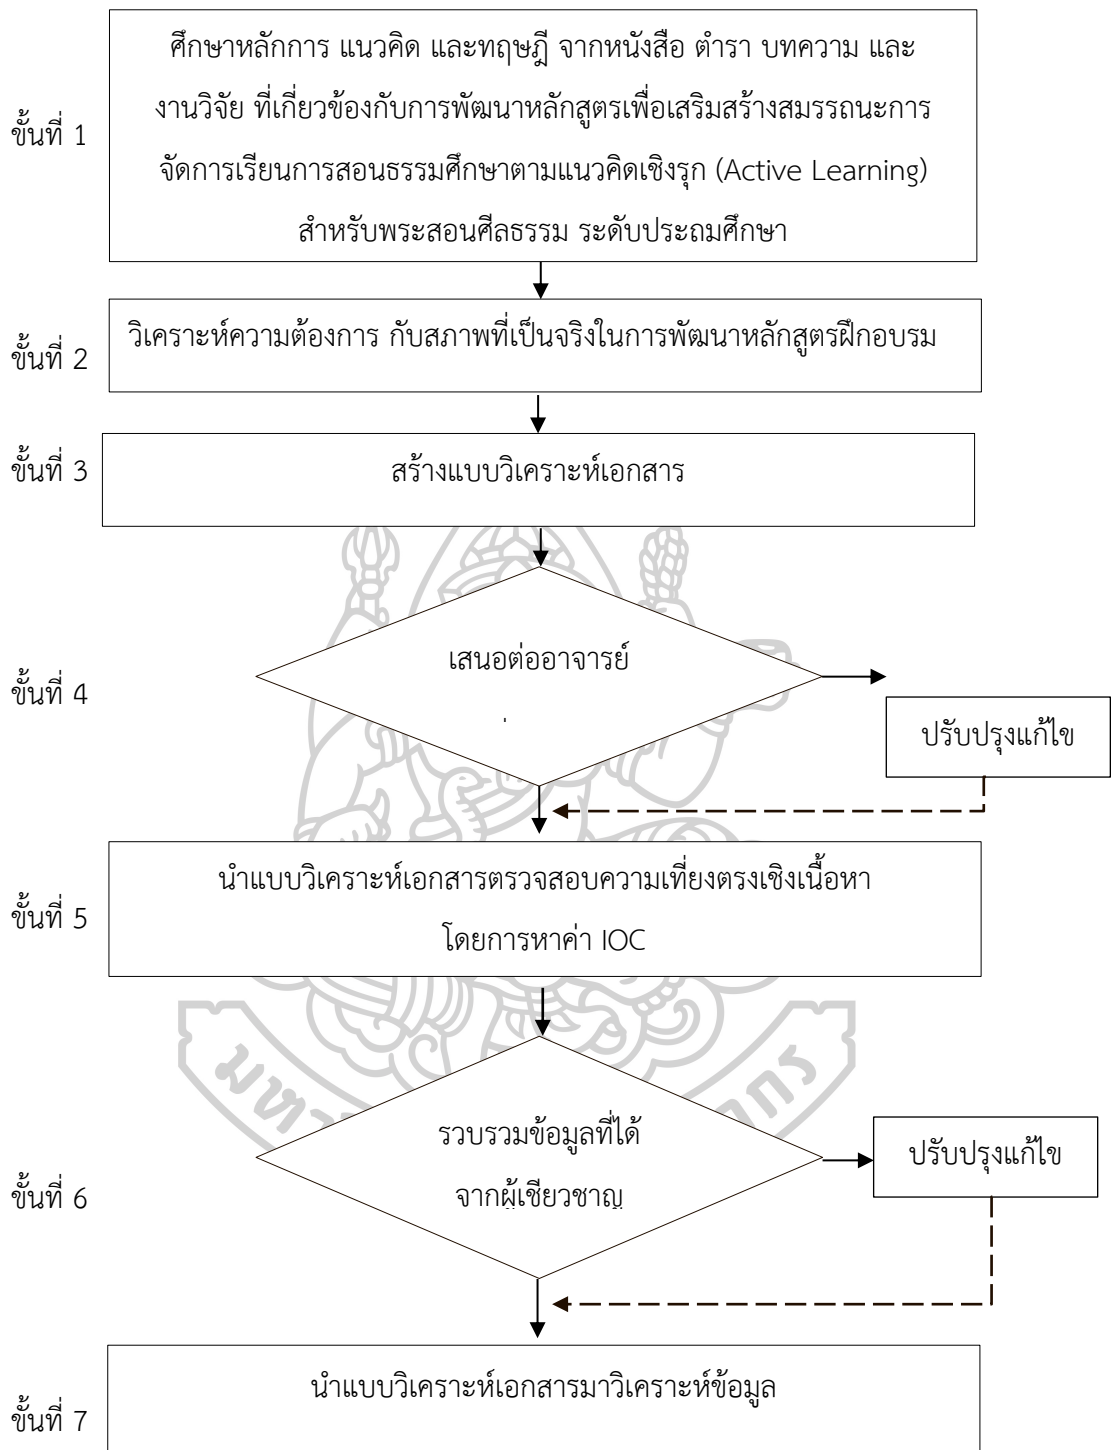 ศึกษาหลักการ แนวคิด และทฤษฎี จากหนังสือ ตำรา บทความ และ
งานวิจัย ที่เกี่ยวข้องกับการพัฒนาหลักสูตรเพื่อเสริมสร้างสมรรถนะการ
ขั้นที่ 1
จัดการเรียนการสอนธรรมศึกษาตามแนวคิดเชิงรุก (Active Learning)
สำหรับพระสอนศีลธรรม ระดับประถมศึกษา
ขั้นที่ 2
วิเคราะห์ความต้องการ กับสภาพที่เป็นจริงในการพัฒนาหลักสูตรฝึกอบรม
ขั้นที่ 3
สร้างแบบวิเคราะห์เอกสาร
ขั้นที่ 4
เสนอต่ออาจารย์
ปรับปรุงแก้ไข
ขั้นที่ 5
นำแบบวิเคราะห์เอกสารตรวจสอบความเที่ยงตรงเชิงเนื้อหา
โดยการหาค่า IOC
ขั้นที่ 6
รวบรวมข้อมูลที่ได้
จากผู้เชียวชาญ
ปรับปรุงแก้ไข
ขั้นที่ 7
นำแบบวิเคราะห์เอกสารมาวิเคราะห์ข้อมูล